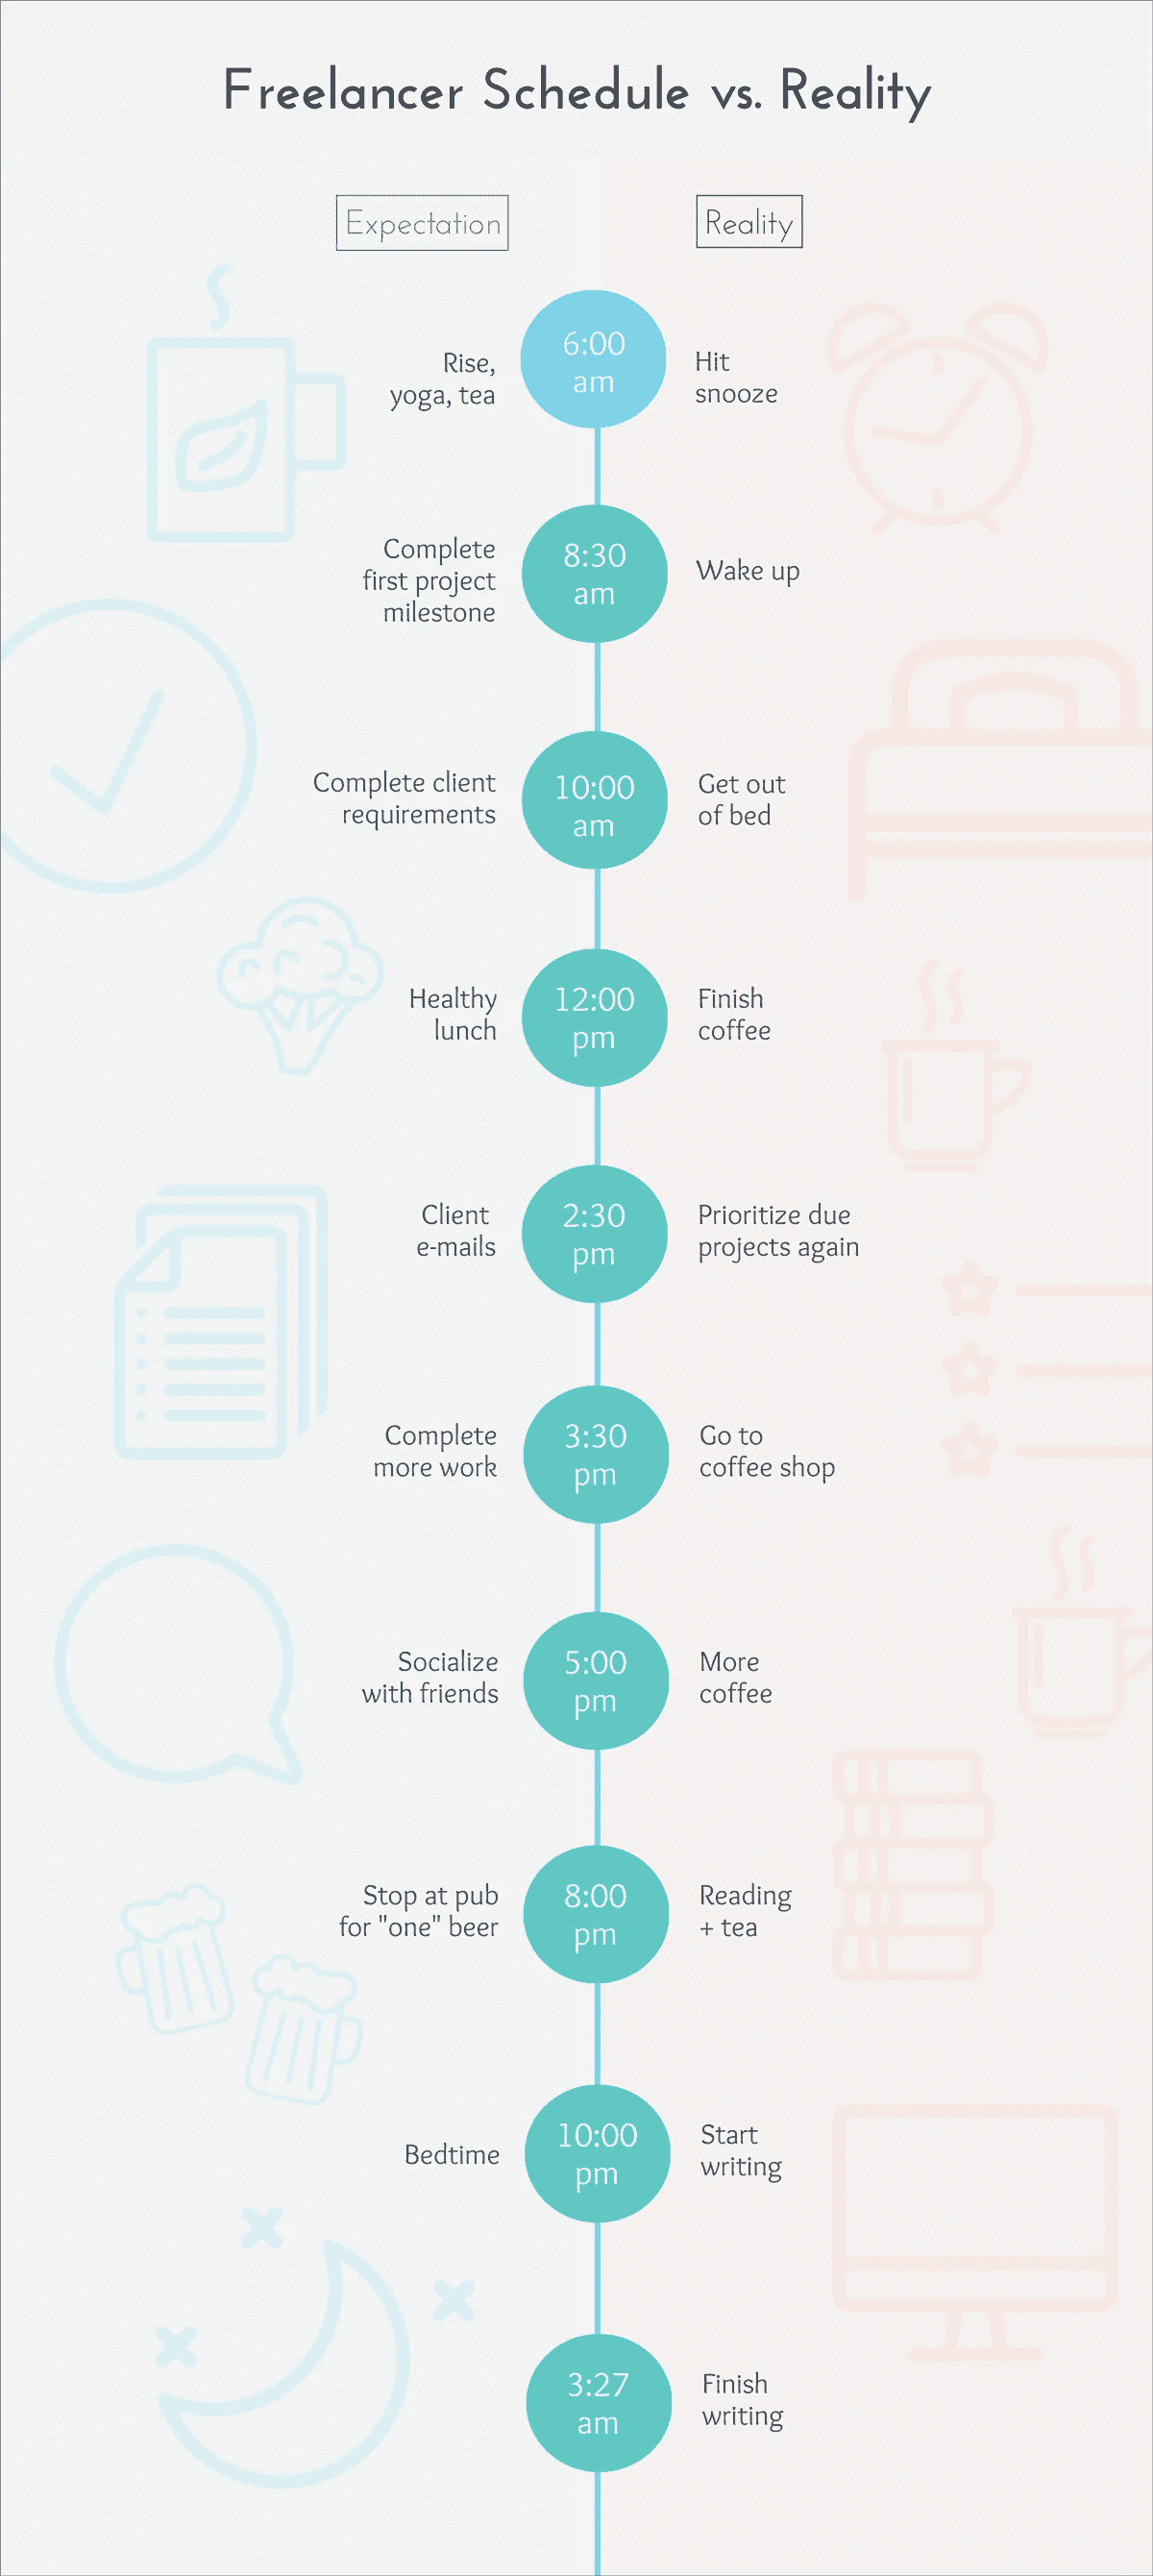 Freelancer Schedule vs. Reality
Expectation
Reality
Rise,
yoga, tea
6:00
am
Hit
snooze
Complete
first project
milestone
8:30
am
Wake up
Complete client
requirements
10:00
am
Get out
of bed
Healthy
lunch
12:00
pm
Finish
coffee
Client
e-mails
2:30
pm
Prioritize due
projects again
Complete
more work
3:30
pm
Go to
coffee shop
Socialize
with friends
5:00
pm
More
coffee
Stop at pub
for "one" beer
8:00
pm
Reading
+ tea
Bedtime
10:00
pm
Start
writing
3:27
am
Finish
writing